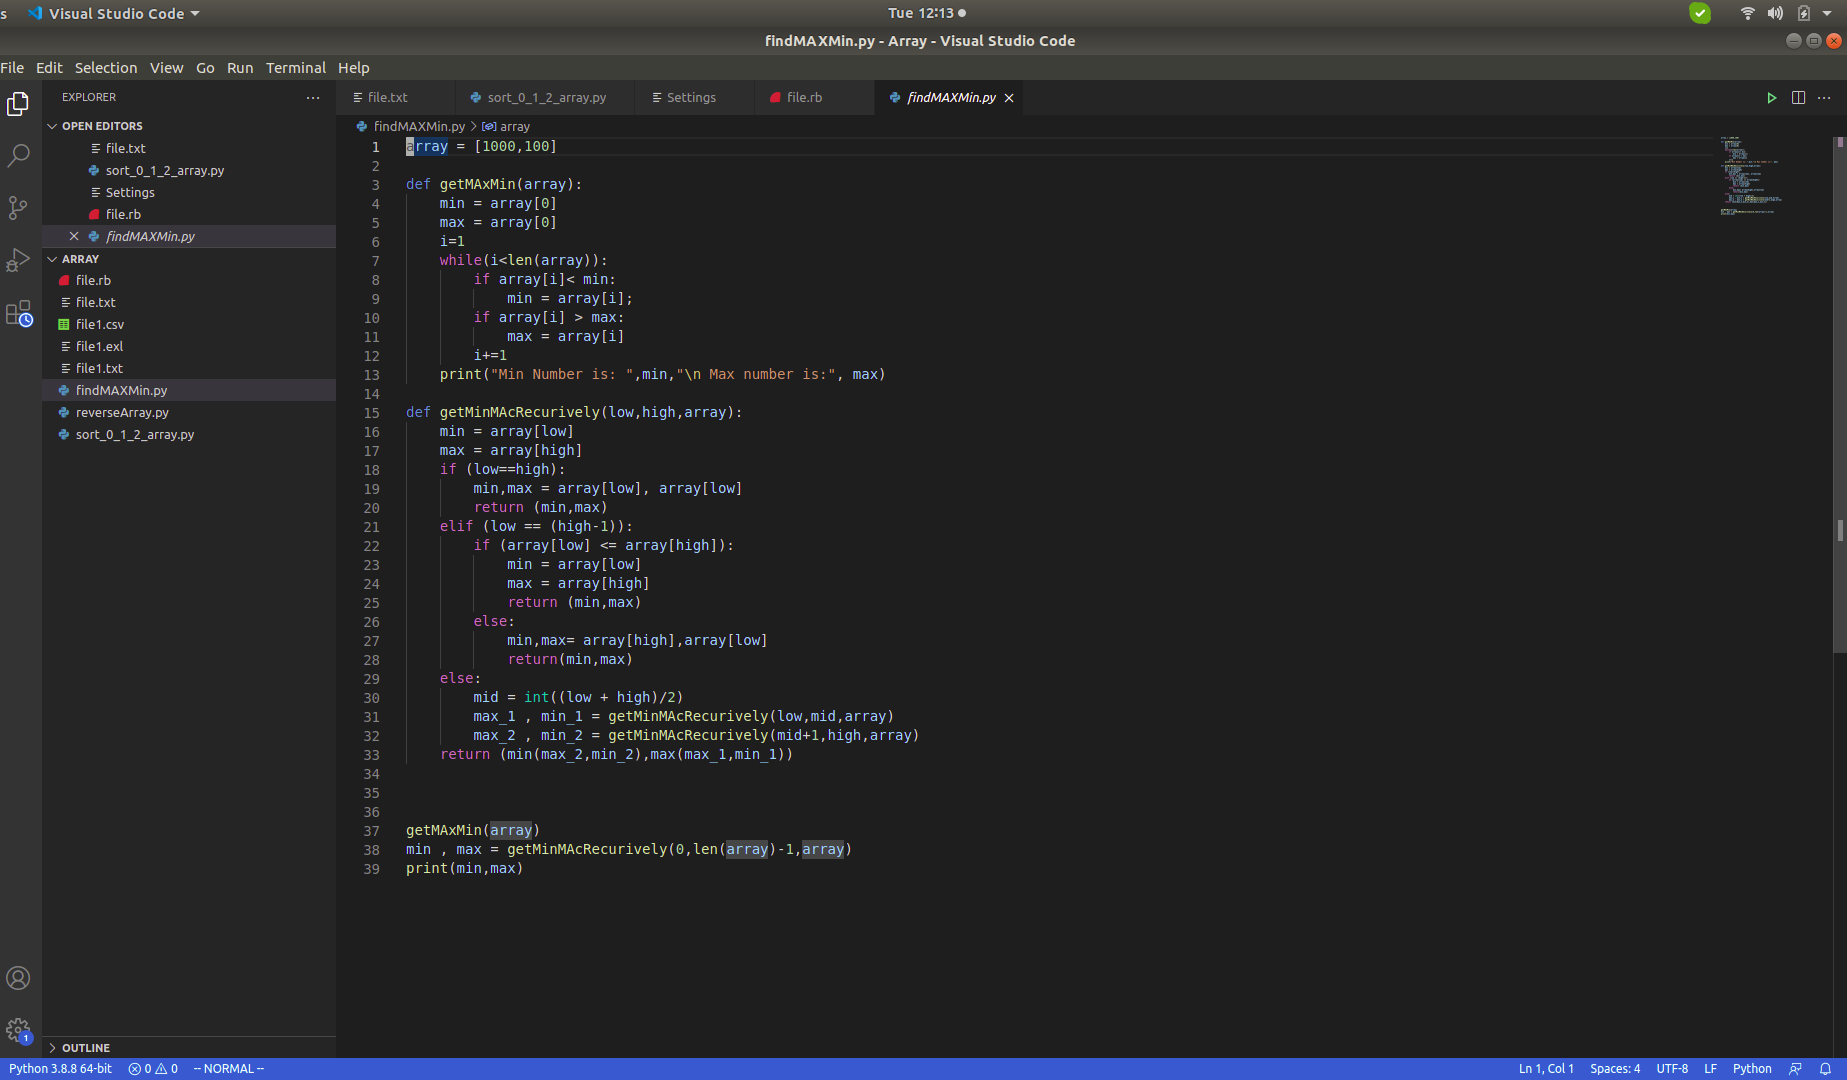 s Visual Studio Code Tue 12:13
findMAXMin.py - Array - Visual Studio Code
File Edit Selection View Go Run Terminal Help
EXPLORER
OPEN EDITORS
file.txt
sort_0_1_2_array.py
Settings
file.rb
findMAXMin.py
ARRAY
file.rb
file.txt
file1.csv
file1.exl
file1.txt
findMAXMin.py
reverseArray.py
sort_0_1_2_array.py
OUTLINE
file.txt sort_0_1_2_array.py Settings file.rb findMAXMin.py
findMAXMin.py > array
1 array = [1000,100]
2
3 def getMAxMin(array):
4     min = array[0]
5     max = array[0]
6     i=1
7     while(i<len(array)):
8         if array[i]< min:
9             min = array[i];
10         if array[i] > max:
11             max = array[i]
12         i+=1
13     print("Min Number is: ",min,"\n Max number is:", max)
14
15 def getMinMAcRecurively(low,high,array):
16     min = array[low]
17     max = array[high]
18     if (low==high):
19         min,max = array[low], array[low]
20         return (min,max)
21     elif (low == (high-1)):
22         if (array[low] <= array[high]):
23             min = array[low]
24             max = array[high]
25             return (min,max)
26         else:
27             min,max= array[high],array[low]
28             return(min,max)
29     else:
30         mid = int((low + high)/2)
31         max_1 , min_1 = getMinMAcRecurively(low,mid,array)
32         max_2 , min_2 = getMinMAcRecurively(mid+1,high,array)
33     return (min(max_2,min_2),max(max_1,min_1))
34
35
36
37 getMAxMin(array)
38 min , max = getMinMAcRecurively(0,len(array)-1,array)
39 print(min,max)
1
Python 3.8.8 64-bit 0 0 -- NORMAL -- Ln 1, Col 1 Spaces: 4 UTF-8 LF Python